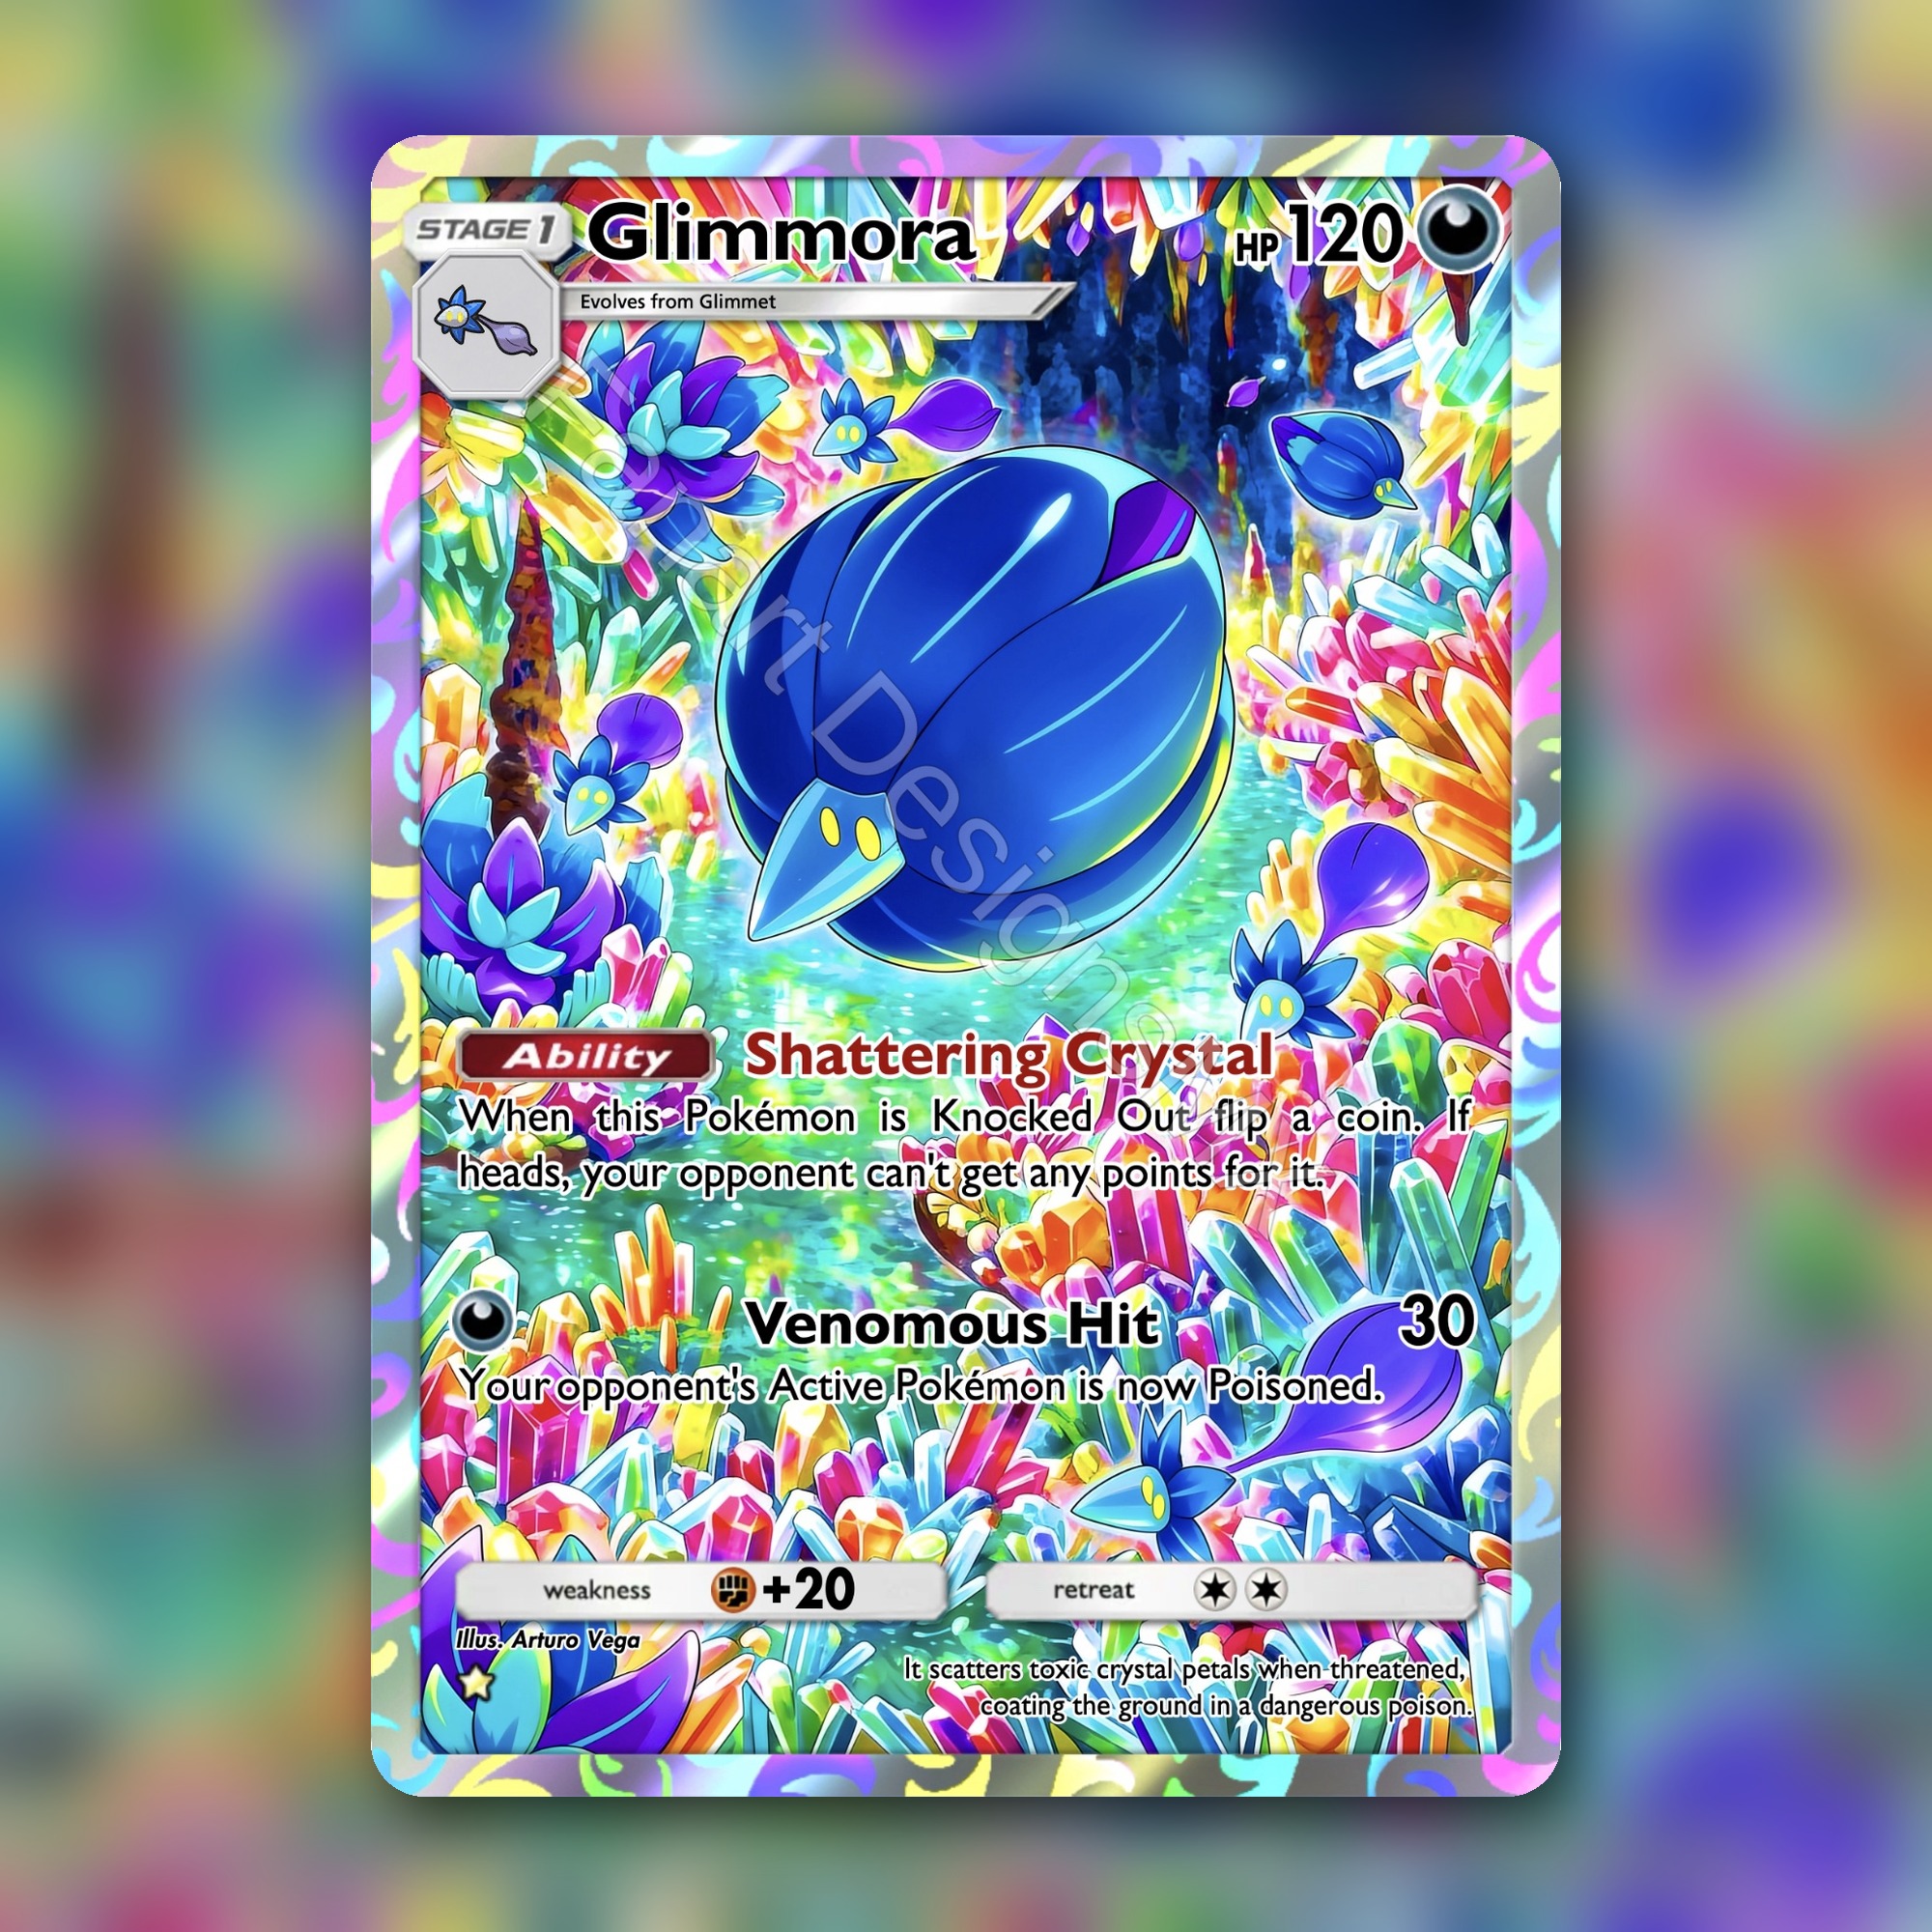 STAGE 1 Glimmora HP 120
Evolves from Glimmet
Ability Shattering Crystal
When this Pokémon is Knocked Out flip a coin. If
heads, your opponent can't get any points for it.
Venomous Hit 30
Your opponent's Active Pokémon is now Poisoned.
weakness +20 retreat
Illus. Arturo Vega
It scatters toxic crystal petals when threatened,
coating the ground in a dangerous poison.